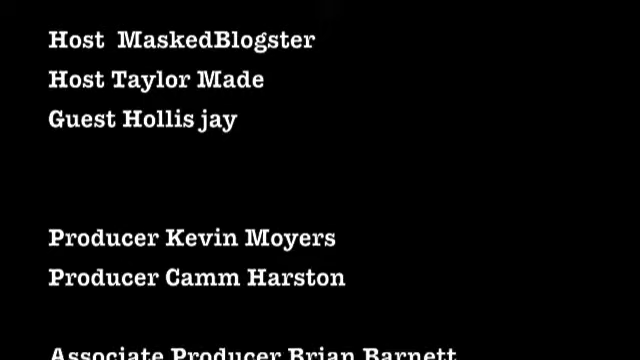 Host  MaskedBlogster
Host Taylor Made
Guest Hollis jay
Producer Kevin Moyers
Producer Camm Harston
Associate Producer Brian Barnett